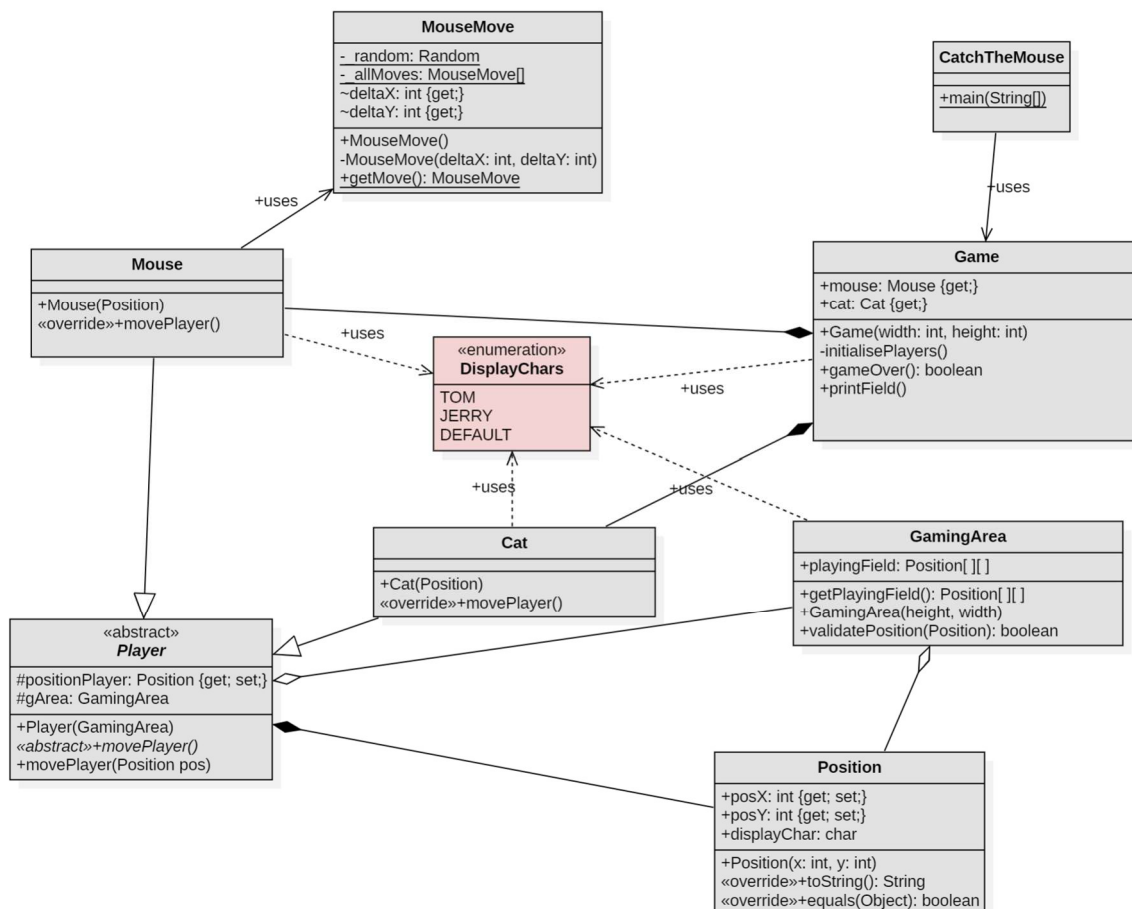 MouseMove
- _random: Random
- _allMoves: MouseMove[]
~deltaX: int {get;}
~deltaY: int {get;}
+MouseMove()
-MouseMove(deltaX: int, deltaY: int)
+getMove(): MouseMove
CatchTheMouse
+main(String[])
+uses
+uses
Mouse
+Mouse(Position)
«override»+movePlayer()
Game
+mouse: Mouse {get;}
+cat: Cat {get;}
+Game(width: int, height: int)
-initialisePlayers()
+gameOver(): boolean
+printField()
+uses
«enumeration»
DisplayChars
TOM
JERRY
DEFAULT
+uses
+uses
+uses
Cat
+Cat(Position)
«override»+movePlayer()
GamingArea
+playingField: Position[ ][ ]
+getPlayingField(): Position[ ][ ]
+GamingArea(height, width)
+validatePosition(Position): boolean
«abstract»
Player
#positionPlayer: Position {get; set;}
#gArea: GamingArea
+Player(GamingArea)
«abstract»+movePlayer()
+movePlayer(Position pos)
Position
+posX: int {get; set;}
+posY: int {get; set;}
+displayChar: char
+Position(x: int, y: int)
«override»+toString(): String
«override»+equals(Object): boolean